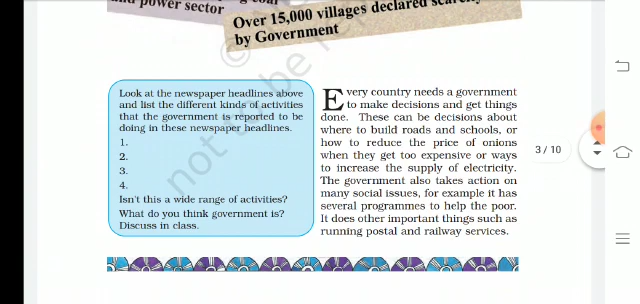 and power sector
Over 15,000 villages declared scarcity
by Government
Look at the newspaper headlines above
and list the different kinds of activities
that the government is reported to be
doing in these newspaper headlines.
1.
2.
3.
4.
Isn't this a wide range of activities?
What do you think government is?
Discuss in class.
Every country needs a government
to make decisions and get things
done. These can be decisions about
where to build roads and schools, or
how to reduce the price of onions
when they get too expensive or ways
to increase the supply of electricity.
The government also takes action on
many social issues, for example it has
several programmes to help the poor.
It does other important things such as
running postal and railway services.
3 / 10
© 
not to be